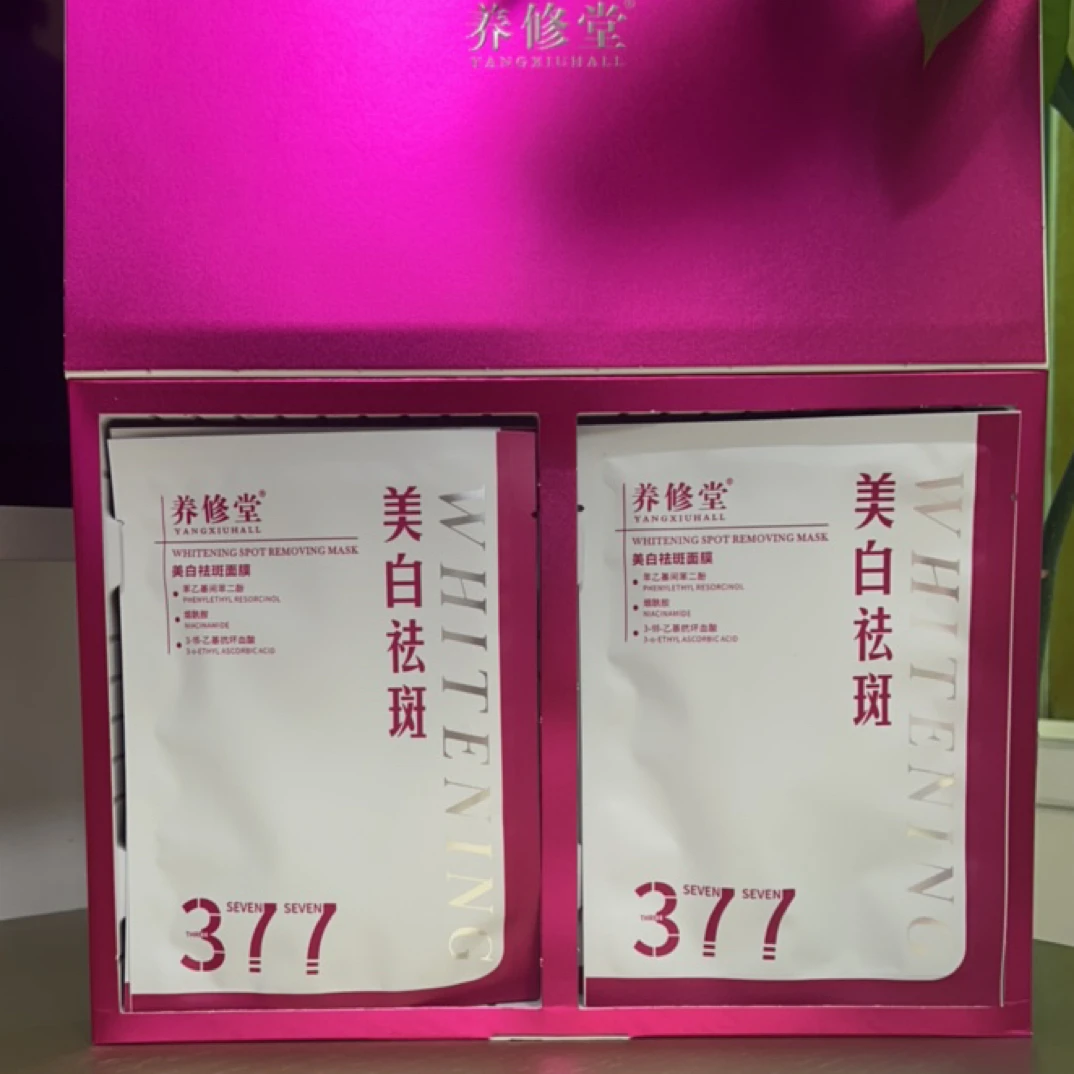 养修堂®
YANGXIUHALL
养修堂®
YANGXIUHALL
WHITENING SPOT REMOVING MASK
美白祛斑面膜
• 苯乙基间苯二酚
PHENYLETHYL RESORCINOL
• 烟酰胺
NIACINAMIDE
• 3-邻-乙基抗坏血酸
3-o-ETHYL ASCORBIC ACID
美白祛斑
WHITENING
377
THREE SEVEN SEVEN
养修堂®
YANGXIUHALL
WHITENING SPOT REMOVING MASK
美白祛斑面膜
• 苯乙基间苯二酚
PHENYLETHYL RESORCINOL
• 烟酰胺
NIACINAMIDE
• 3-邻-乙基抗坏血酸
3-o-ETHYL ASCORBIC ACID
美白祛斑
WHITENING
377
THREE SEVEN SEVEN